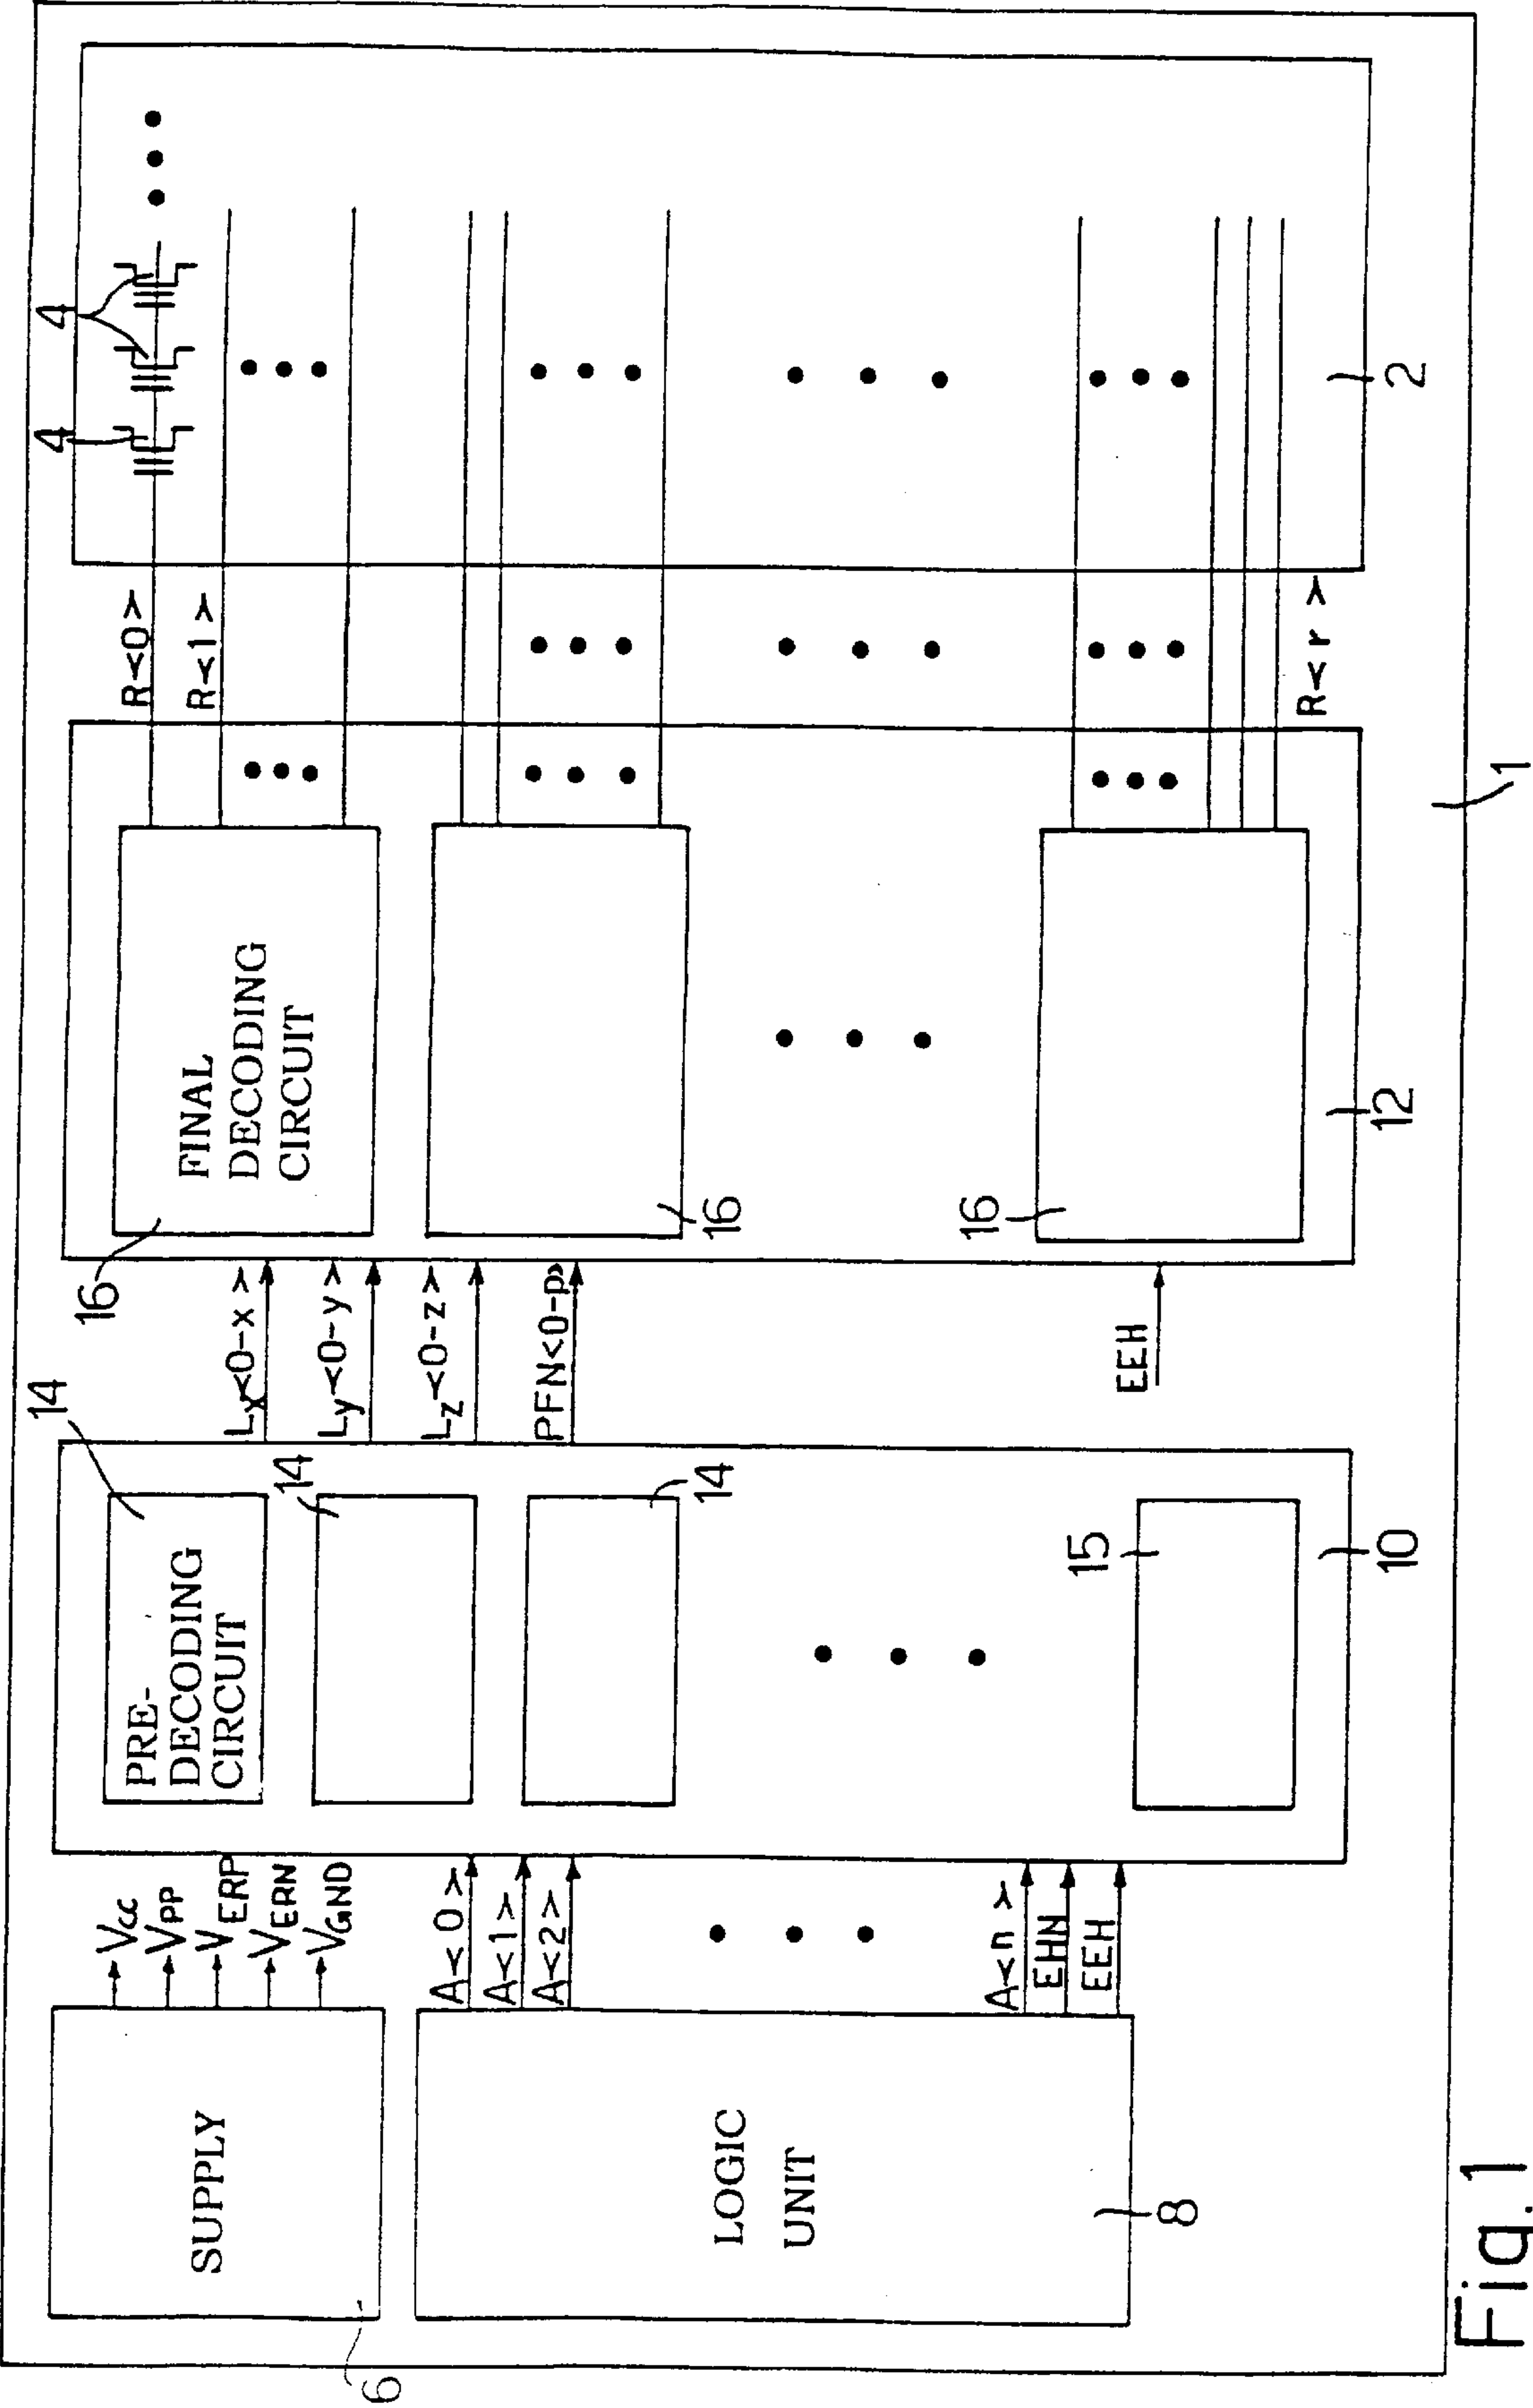 SUPPLY
6
Vcc
VPP
VERP
VERN
VGND
LOGIC
UNIT
8
A<0>
A<1>
A<2>
A<n>
EHN
EEH
PRE-
DECODING
CIRCUIT
14
14
14
15
10
Lx<0-x>
Ly<0-y>
Lz<0-z>
PFN<0-p>
EEH
FINAL
DECODING
CIRCUIT
16
16
16
12
R<0>
R<1>
R<r>
4
4
2
1
Fig.1